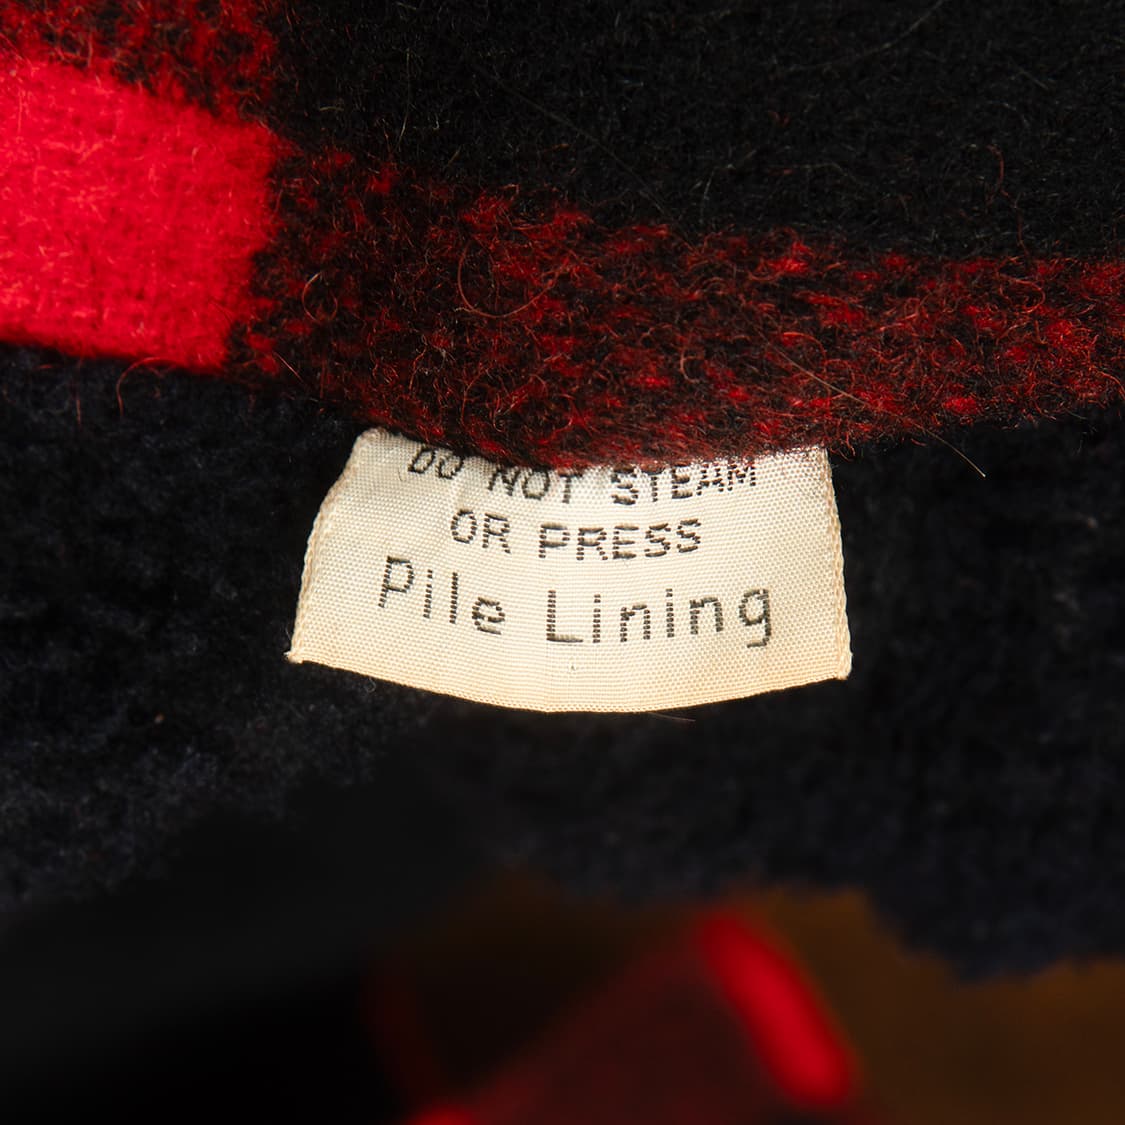 DO NOT STEAM
OR PRESS
Pile Lining